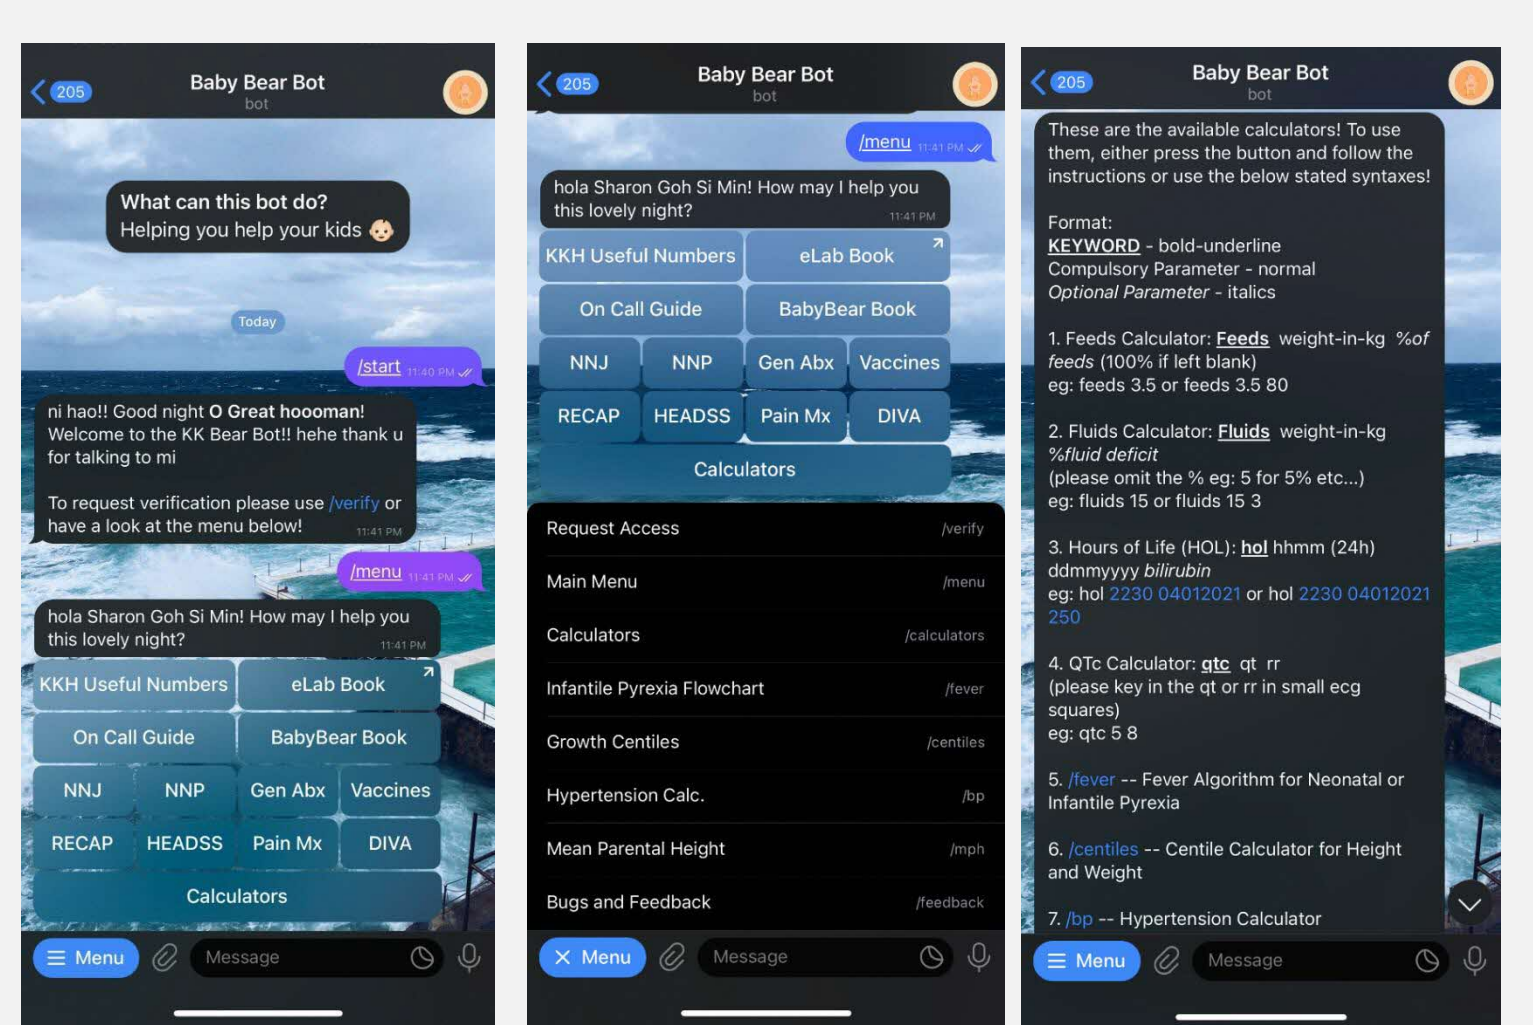 205
Baby Bear Bot
bot
What can this bot do?
Helping you help your kids 👶🏻
Today
/start 11:40 PM
ni hao!! Good night O Great hoooman!
Welcome to the KK Bear Bot!! hehe thank u
for talking to mi
To request verification please use /verify or
have a look at the menu below!
11:41 PM
/menu 11:41 PM
hola Sharon Goh Si Min! How may I help you
this lovely night?
11:41 PM
KKH Useful Numbers
eLab Book
On Call Guide
BabyBear Book
NNJ
NNP
Gen Abx
Vaccines
RECAP
HEADSS
Pain Mx
DIVA
Calculators
Menu
Message
205
Baby Bear Bot
bot
/menu 11:41 PM
hola Sharon Goh Si Min! How may I help you
this lovely night?
11:41 PM
KKH Useful Numbers
eLab Book
On Call Guide
BabyBear Book
NNJ
NNP
Gen Abx
Vaccines
RECAP
HEADSS
Pain Mx
DIVA
Calculators
Request Access /verify
Main Menu /menu
Calculators /calculators
Infantile Pyrexia Flowchart /fever
Growth Centiles /centiles
Hypertension Calc. /bp
Mean Parental Height /mph
Bugs and Feedback /feedback
Menu
Message
205
Baby Bear Bot
bot
These are the available calculators! To use
them, either press the button and follow the
instructions or use the below stated syntaxes!
Format:
KEYWORD - bold-underline
Compulsory Parameter - normal
Optional Parameter - italics
1. Feeds Calculator: Feeds weight-in-kg %of
feeds (100% if left blank)
eg: feeds 3.5 or feeds 3.5 80
2. Fluids Calculator: Fluids weight-in-kg
%fluid deficit
(please omit the % eg: 5 for 5% etc...)
eg: fluids 15 or fluids 15 3
3. Hours of Life (HOL): hol hhmm (24h)
ddmmyyyy bilirubin
eg: hol 2230 04012021 or hol 2230 04012021
250
4. QTc Calculator: qtc qt rr
(please key in the qt or rr in small ecg
squares)
eg: qtc 5 8
5. /fever -- Fever Algorithm for Neonatal or
Infantile Pyrexia
6. /centiles -- Centile Calculator for Height
and Weight
7. /bp -- Hypertension Calculator
Menu
Message